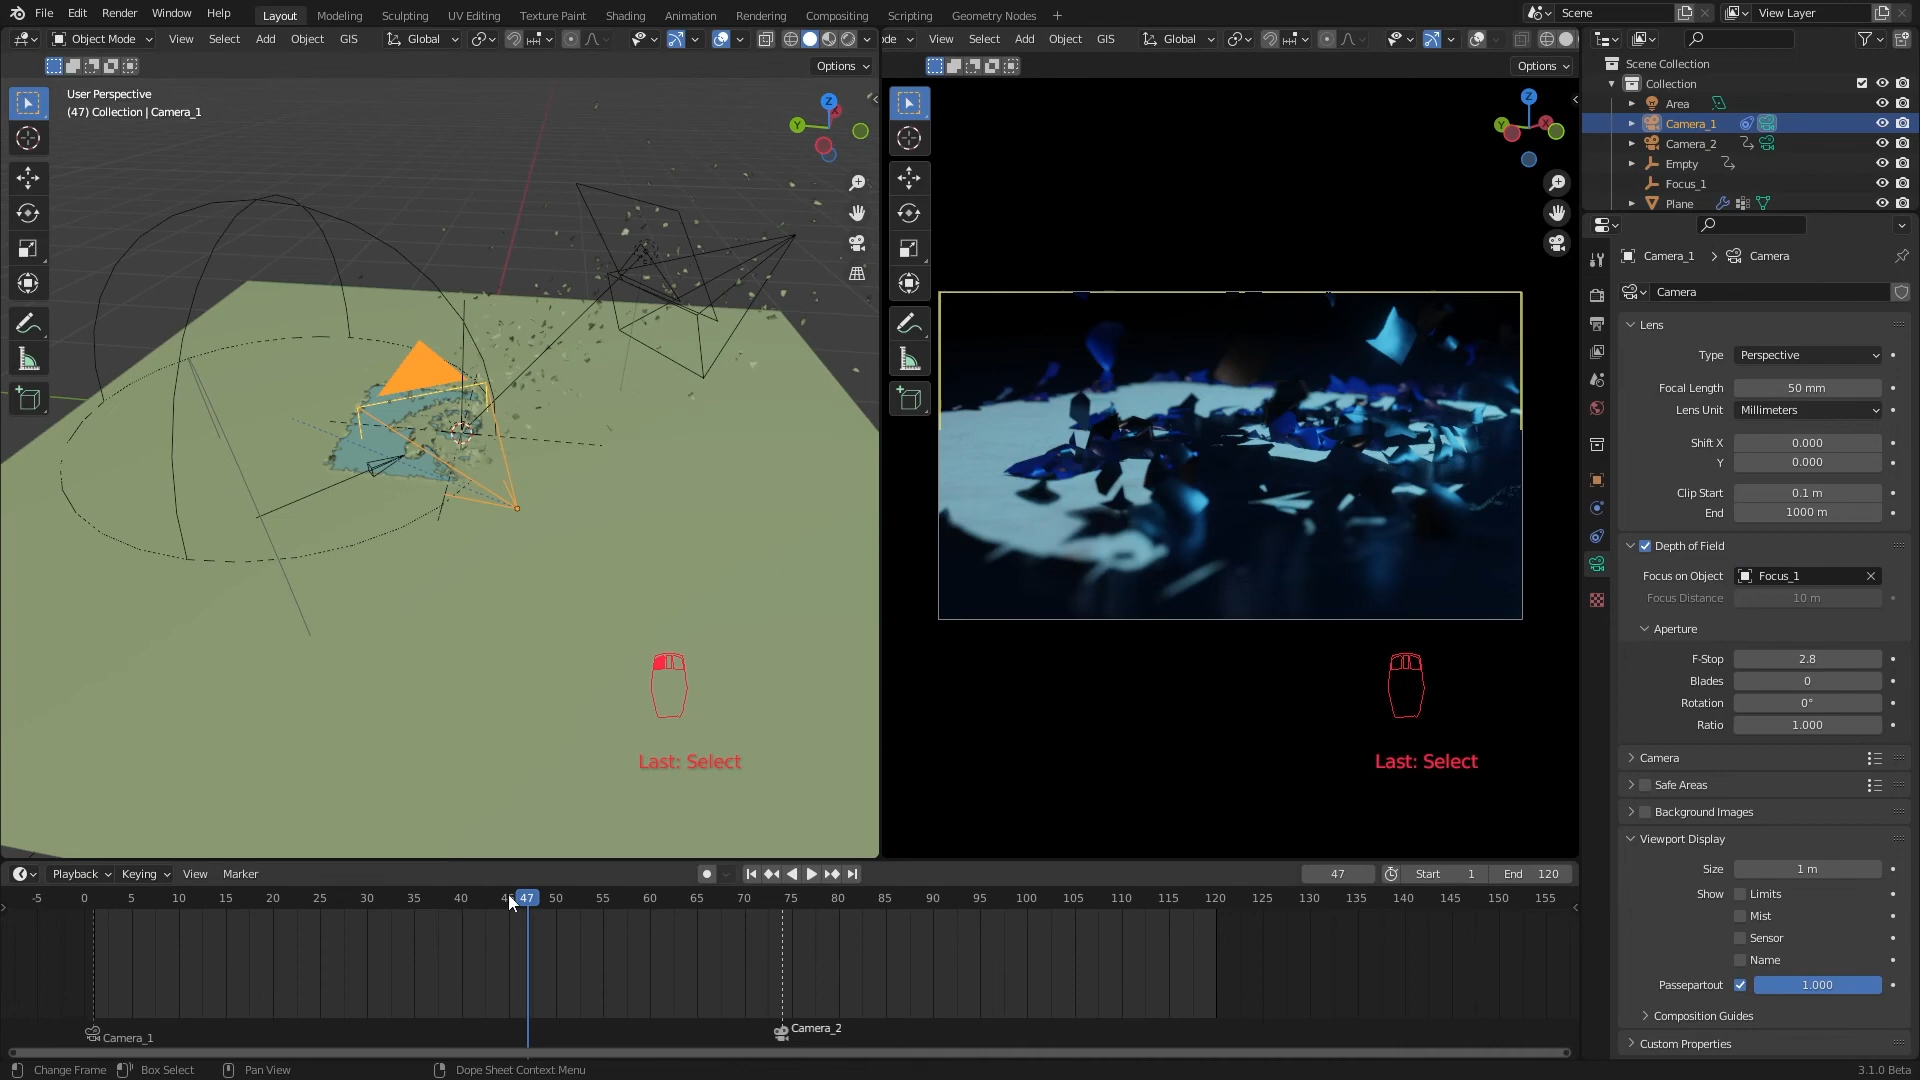 File Edit Render Window Help
Layout Modeling Sculpting UV Editing Texture Paint Shading Animation Rendering Compositing Scripting Geometry Nodes +
Scene
View Layer
Object Mode View Select Add Object GIS Global
de View Select Add Object GIS Global
Options
Options
User Perspective
(47) Collection | Camera_1
Z
Y
X
Z
Y
X
Last: Select
Last: Select
Scene Collection
Collection
Area
Camera_1
Camera_2
Empty
Focus_1
Plane
Camera_1 > Camera
Camera
Lens
Type Perspective
Focal Length 50 mm
Lens Unit Millimeters
Shift X 0.000
Y 0.000
Clip Start 0.1 m
End 1000 m
Depth of Field
Focus on Object Focus_1
Focus Distance 10 m
Aperture
F-Stop 2.8
Blades 0
Rotation 0°
Ratio 1.000
Camera
Safe Areas
Background Images
Viewport Display
Size 1 m
Show Limits
Mist
Sensor
Name
Passepartout 1.000
Composition Guides
Custom Properties
Playback Keying View Marker
47 Start 1 End 120
-5 0 5 10 15 20 25 30 35 40 47 50 55 60 65 70 75 80 85 90 95 100 105 110 115 120 125 130 135 140 145 150 155
Camera_1
Camera_2
Change Frame Box Select Pan View Dope Sheet Context Menu
3.1.0 Beta